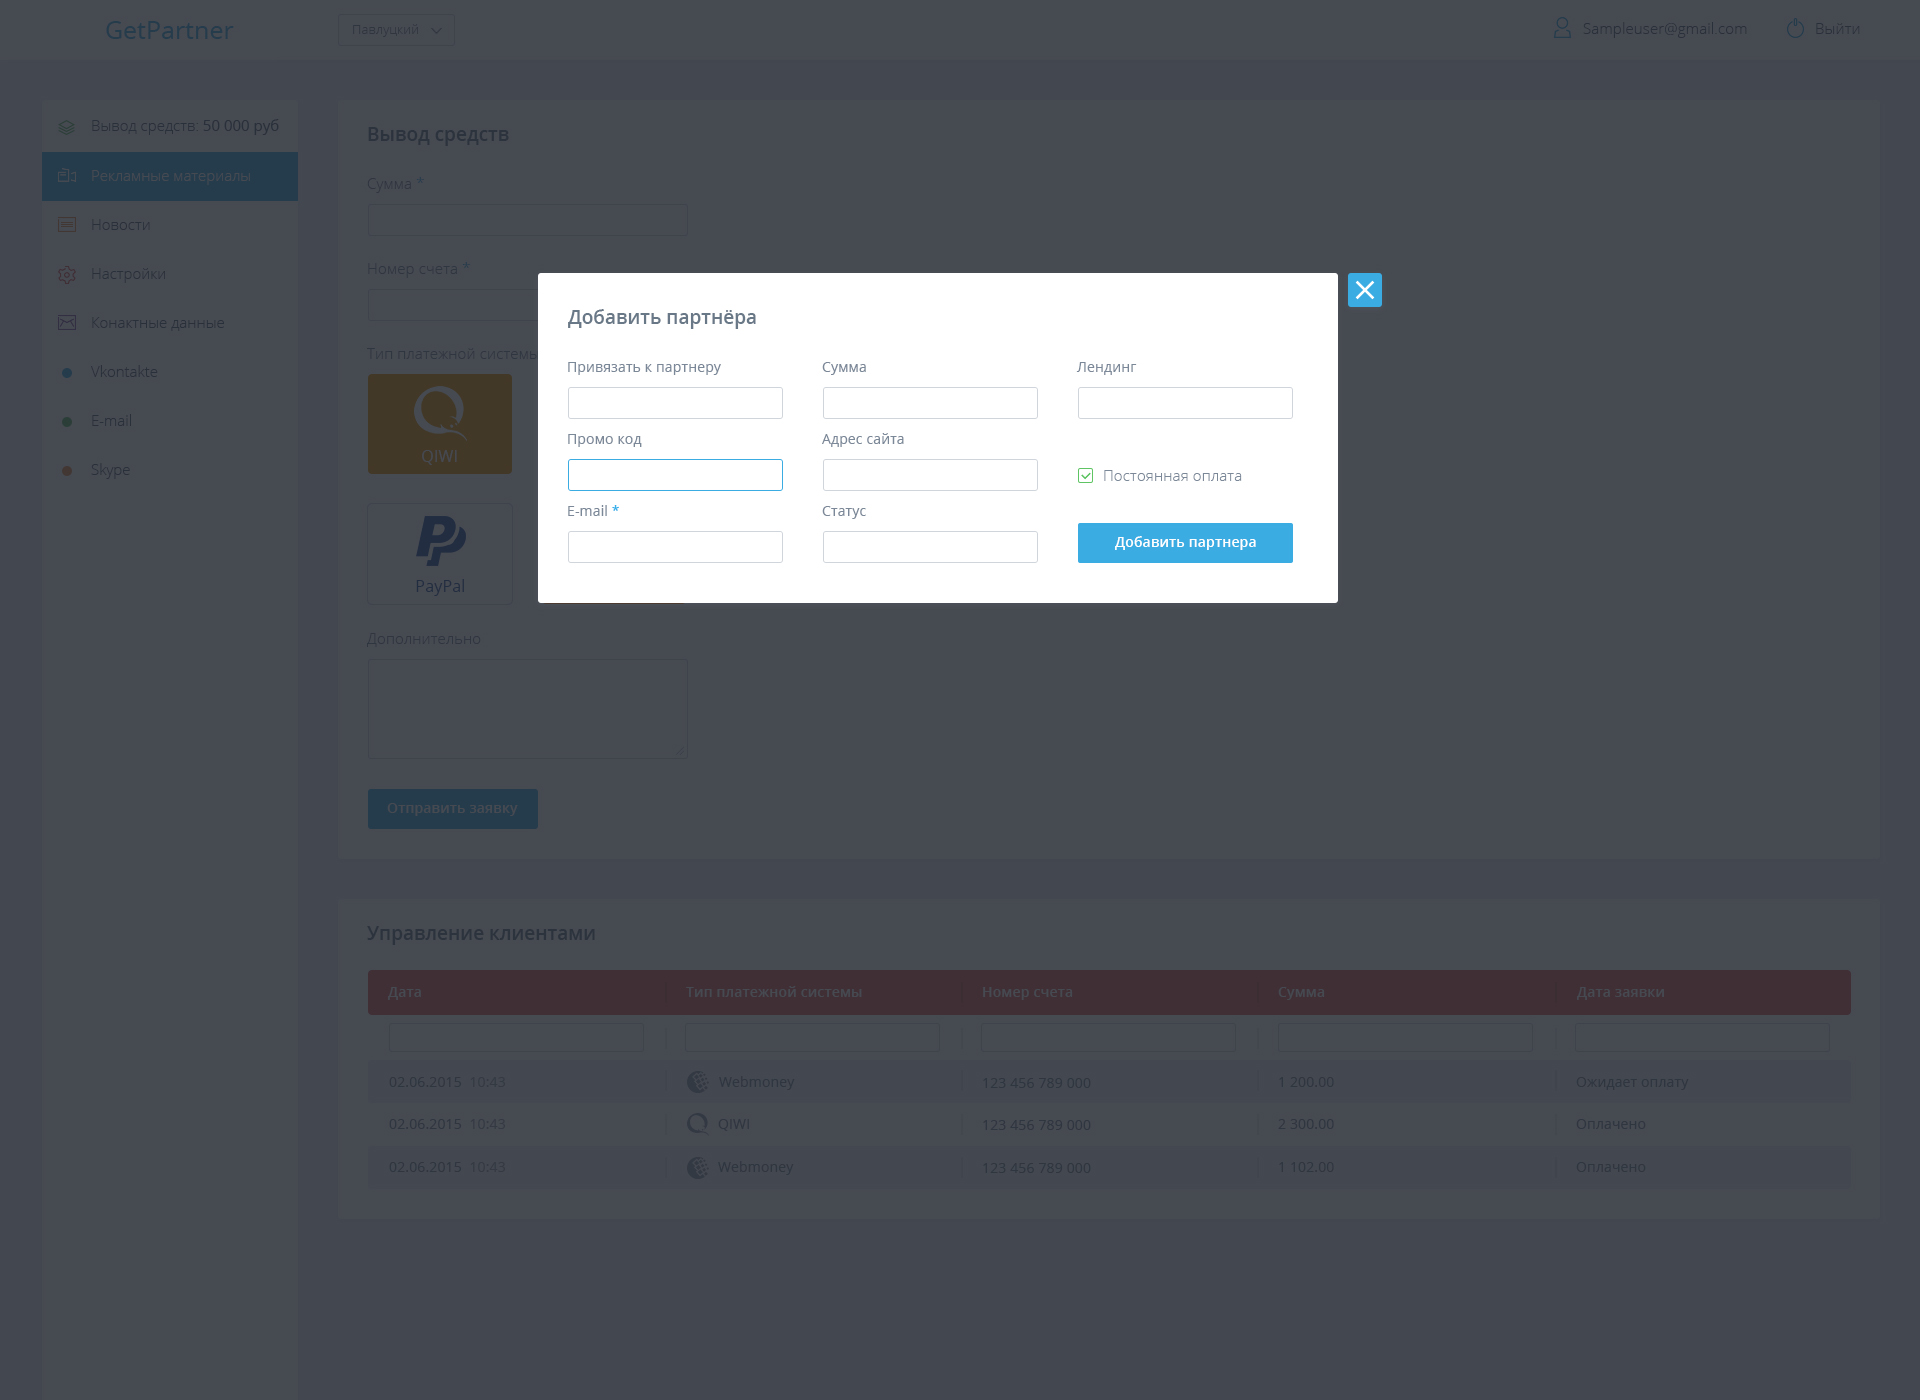 GetPartner
Павлуцкий
Sampleuser@gmail.com
Выйти
Вывод средств: 50 000 руб
Рекламные материалы
Новости
Настройки
Конактные данные
Vkontakte
E-mail
Skype
Вывод средств
Сумма *
Номер счета *
Тип платежной системы
QIWI
PayPal
Дополнительно
Отправить заявку
Добавить партнёра
Привязать к партнеру
Сумма
Лендинг
Промо код
Адрес сайта
Постоянная оплата
E-mail *
Статус
Добавить партнера
Управление клиентами
Дата Тип платежной системы Номер счета Сумма Дата заявки
02.06.2015 10:43 Webmoney 123 456 789 000 1 200.00 Ожидает оплату
02.06.2015 10:43 QIWI 123 456 789 000 2 300.00 Оплачено
02.06.2015 10:43 Webmoney 123 456 789 000 1 102.00 Оплачено